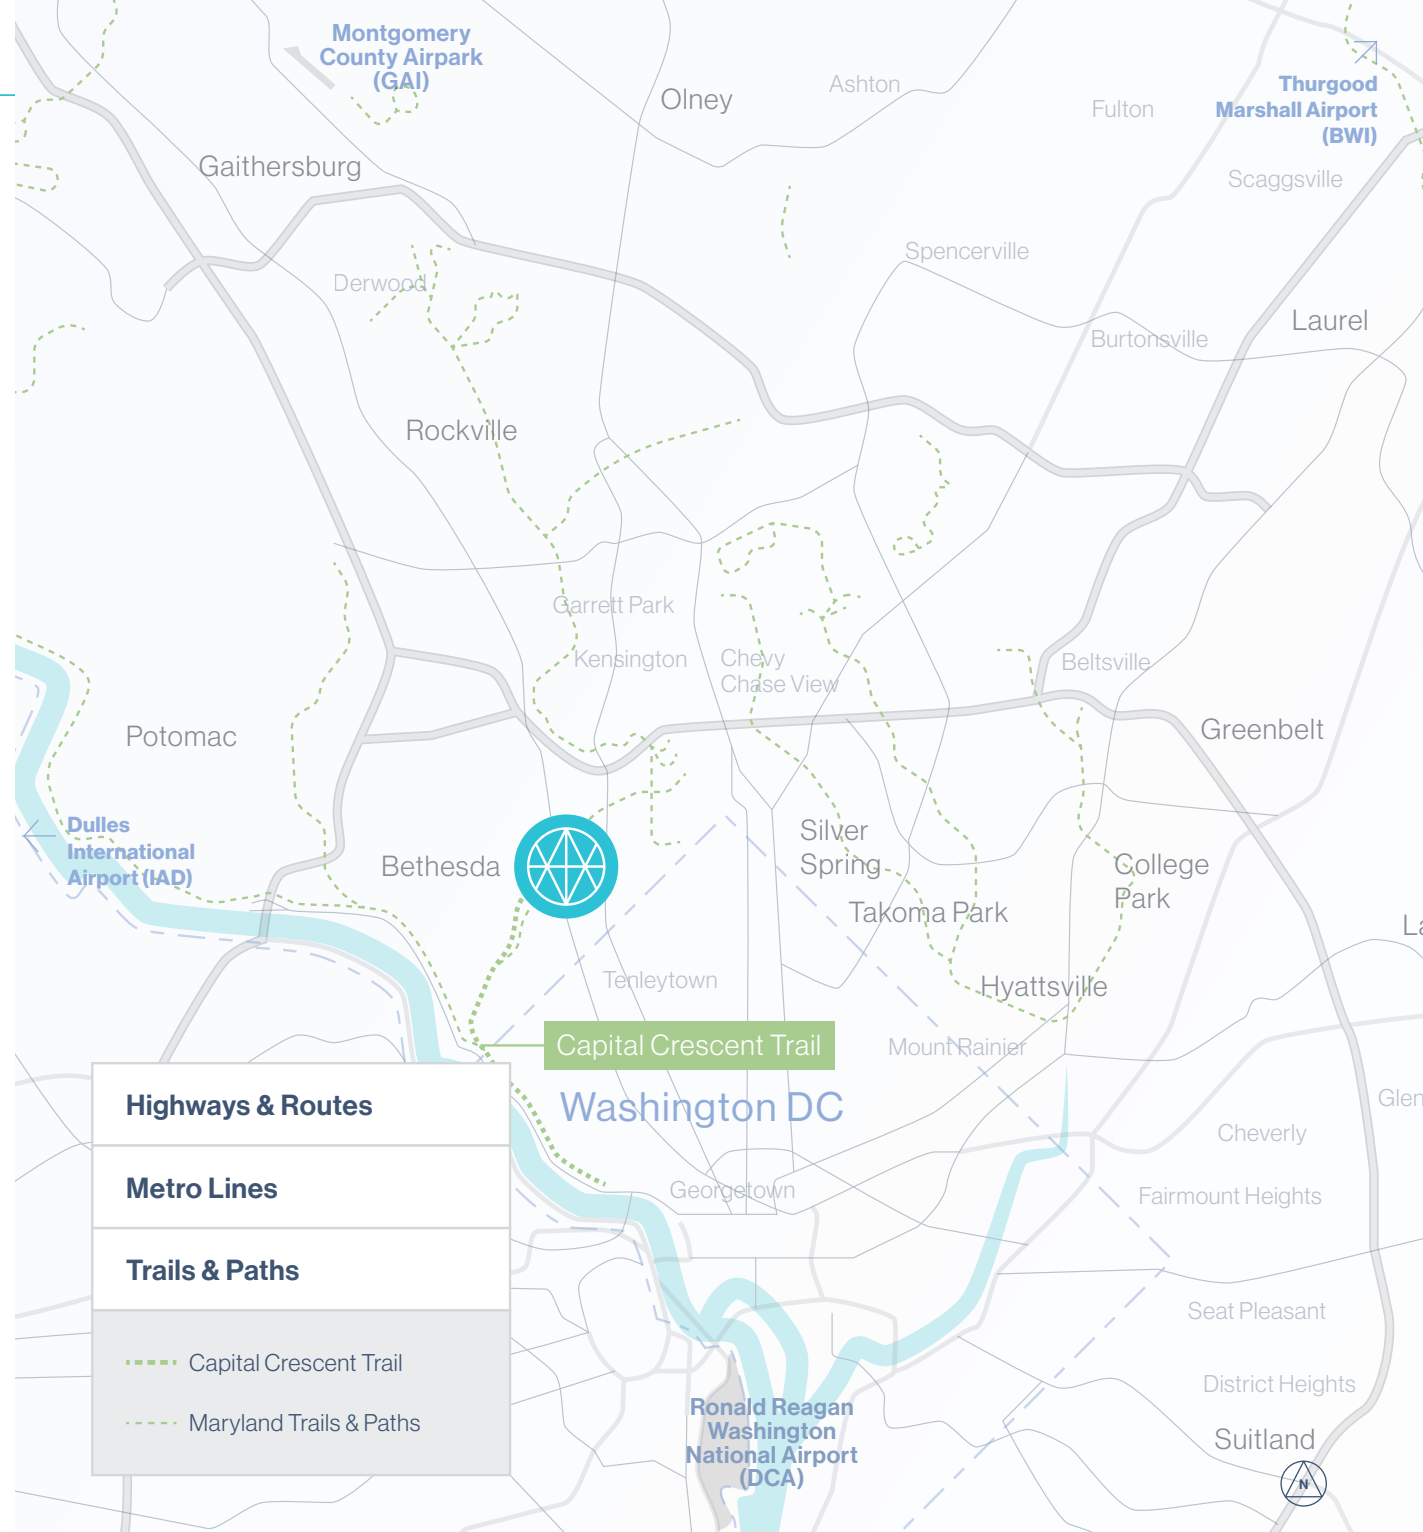 Montgomery
County Airpark
(GAI)
Olney
Ashton
Fulton
Thurgood
Marshall Airport
(BWI)
Gaithersburg
Scaggsville
Spencerville
Derwood
Laurel
Burtonsville
Rockville
Garrett Park
Kensington
Chevy
Chase View
Beltsville
Potomac
Greenbelt
Dulles
International
Airport (IAD)
Bethesda
Silver
Spring
College
Park
Takoma Park
La
Tenleytown
Hyattsville
Capital Crescent Trail
Mount Rainier
Washington DC
Glen
Cheverly
Georgetown
Fairmount Heights
Seat Pleasant
District Heights
Ronald Reagan
Washington
National Airport
(DCA)
Suitland
N
Highways & Routes
Metro Lines
Trails & Paths
Capital Crescent Trail
Maryland Trails & Paths